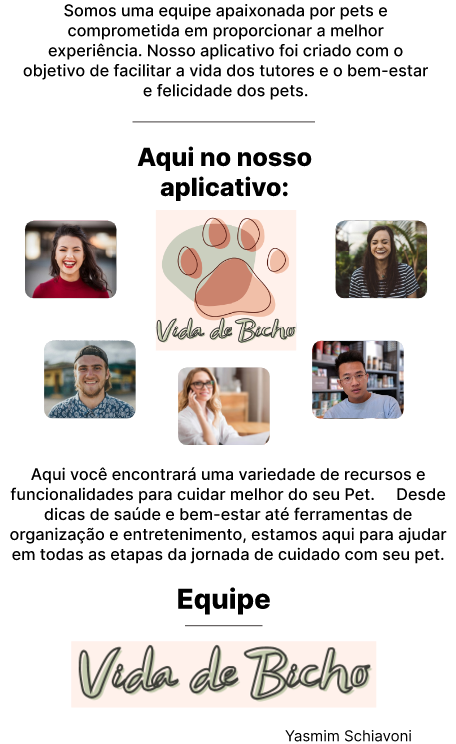 Somos uma equipe apaixonada por pets e
comprometida em proporcionar a melhor
experiência. Nosso aplicativo foi criado com o
objetivo de facilitar a vida dos tutores e o bem-estar
e felicidade dos pets.
Aqui no nosso
aplicativo:
Vida de Bicho
Aqui você encontrará uma variedade de recursos e
funcionalidades para cuidar melhor do seu Pet. Desde
dicas de saúde e bem-estar até ferramentas de
organização e entretenimento, estamos aqui para ajudar
em todas as etapas da jornada de cuidado com seu pet.
Equipe
Vida de Bicho
Yasmim Schiavoni